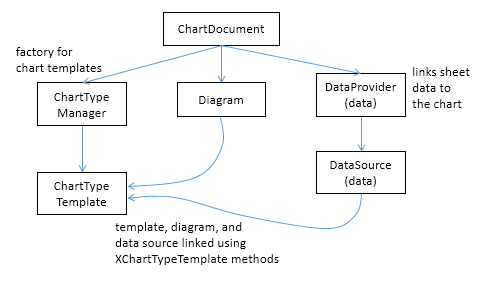 ChartDocument
factory for
chart templates
ChartType
Manager
Diagram
DataProvider
(data)
links sheet
data to
the chart
ChartType
Template
DataSource
(data)
template, diagram, and
data source linked using
XChartTypeTemplate methods